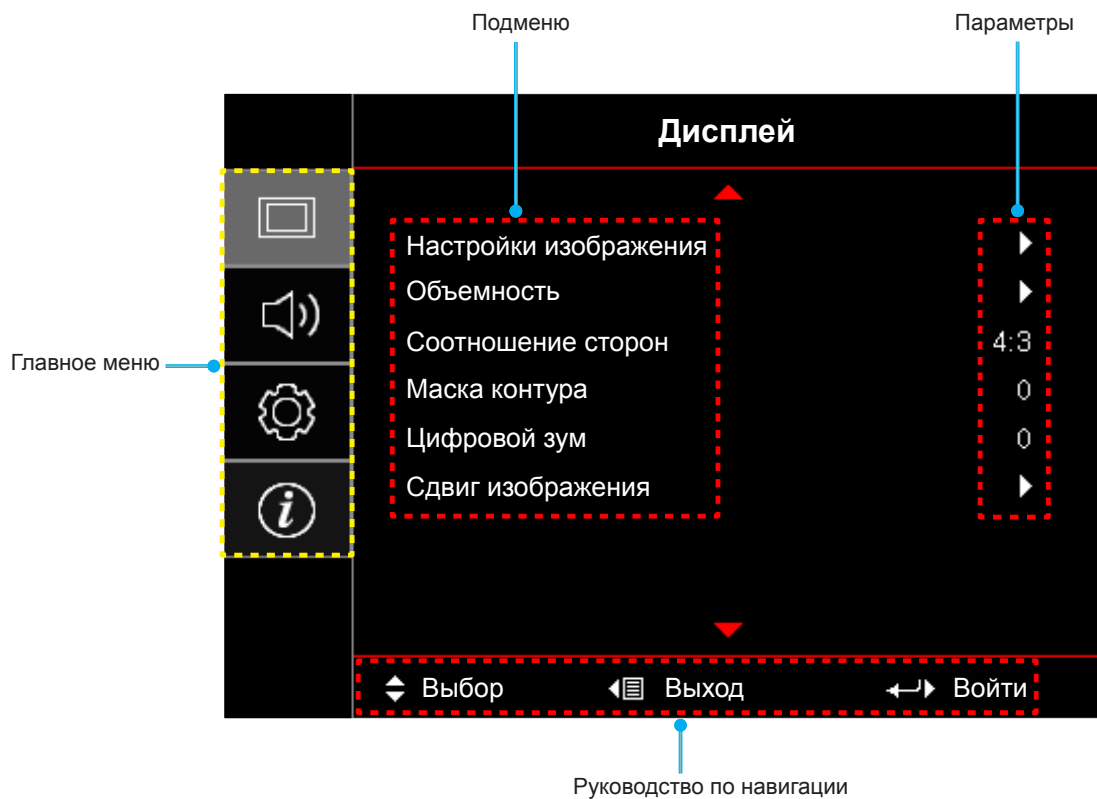 Подменю
Параметры
Дисплей
Настройки изображения
Объемность
Соотношение сторон 4:3
Маска контура 0
Цифровой зум 0
Сдвиг изображения
Главное меню
Выбор Выход Войти
Руководство по навигации